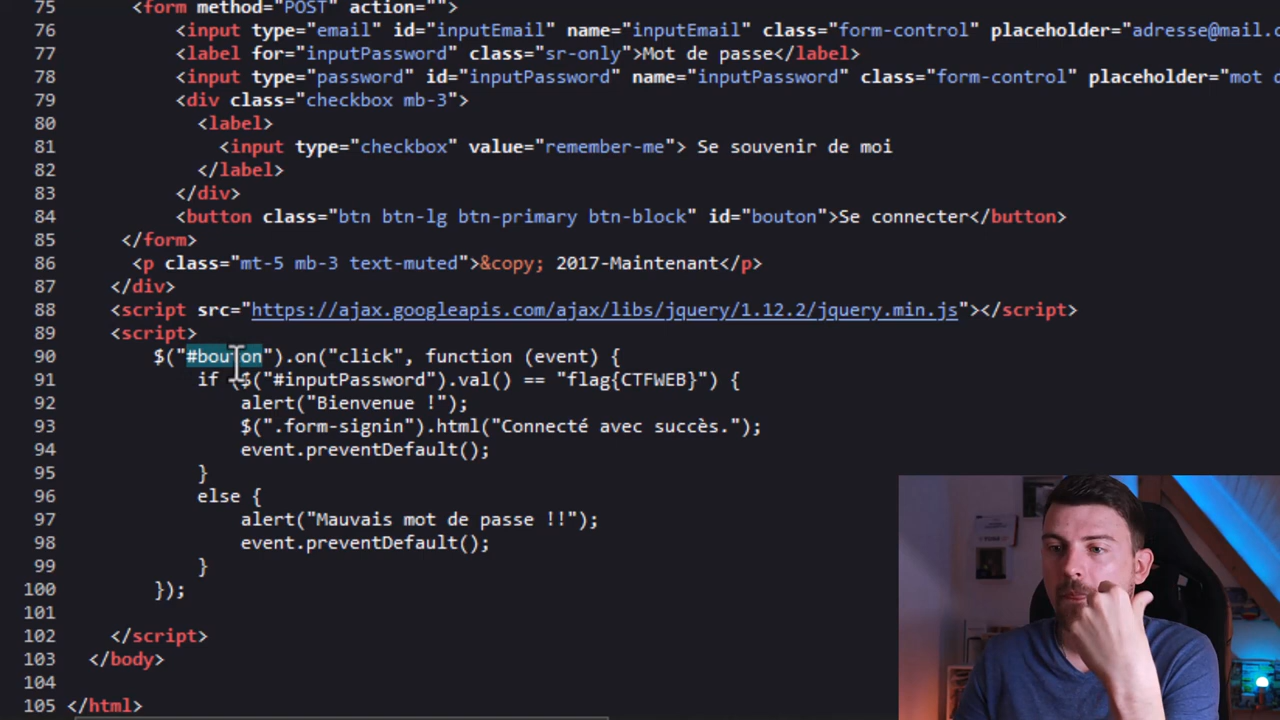 75 <form method="POST" action="">
76 <input type="email" id="inputEmail" name="inputEmail" class="form-control" placeholder="adresse@mail.
77 <label for="inputPassword" class="sr-only">Mot de passe</label>
78 <input type="password" id="inputPassword" name="inputPassword" class="form-control" placeholder="mot
79 <div class="checkbox mb-3">
80 <label>
81 <input type="checkbox" value="remember-me"> Se souvenir de moi
82 </label>
83 </div>
84 <button class="btn btn-lg btn-primary btn-block" id="bouton">Se connecter</button>
85 </form>
86 <p class="mt-5 mb-3 text-muted">&copy; 2017-Maintenant</p>
87 </div>
88 <script src="https://ajax.googleapis.com/ajax/libs/jquery/1.12.2/jquery.min.js"></script>
89 <script>
90 $("#bouton").on("click", function (event) {
91 if ($("#inputPassword").val() == "flag{CTFWEB}") {
92 alert("Bienvenue !");
93 $(".form-signin").html("Connecté avec succès.");
94 event.preventDefault();
95 }
96 else {
97 alert("Mauvais mot de passe !!");
98 event.preventDefault();
99 }
100 });
101
102 </script>
103 </body>
104
105 </html>